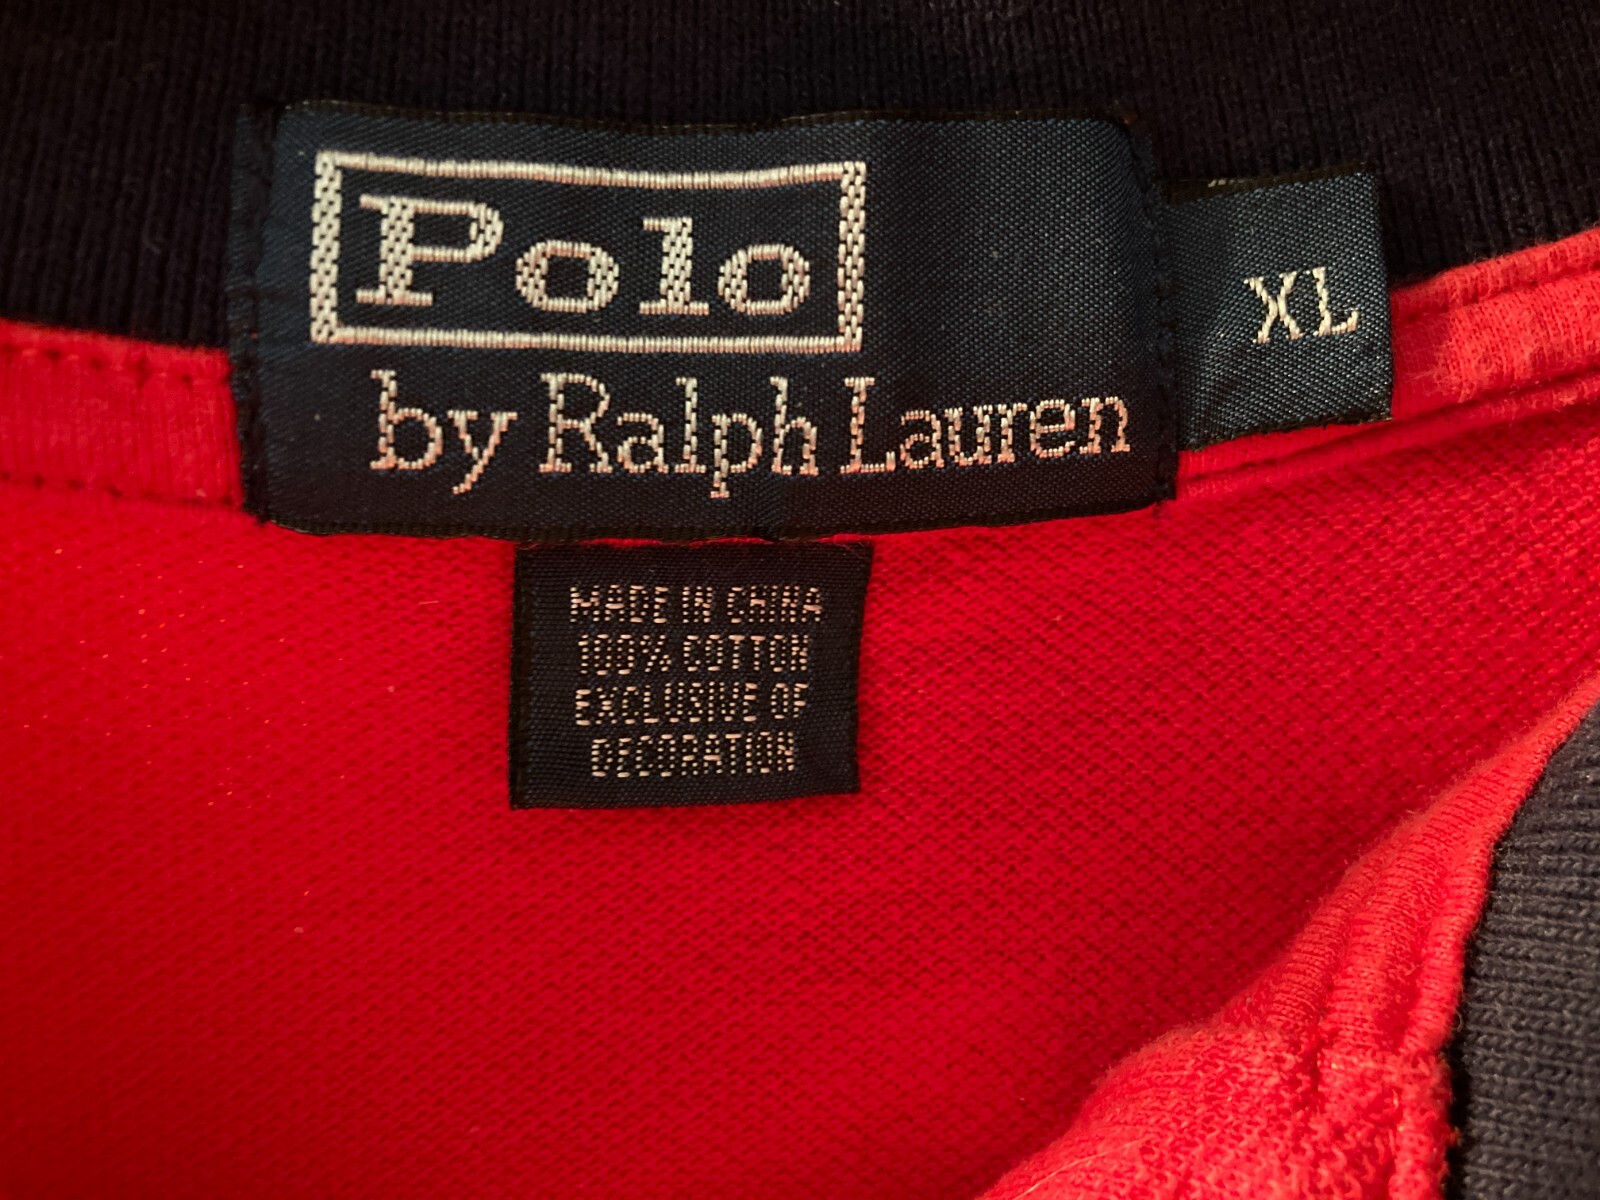 Polo
by Ralph Lauren
XL
MADE IN CHINA
100% COTTON
EXCLUSIVE OF
DECORATION